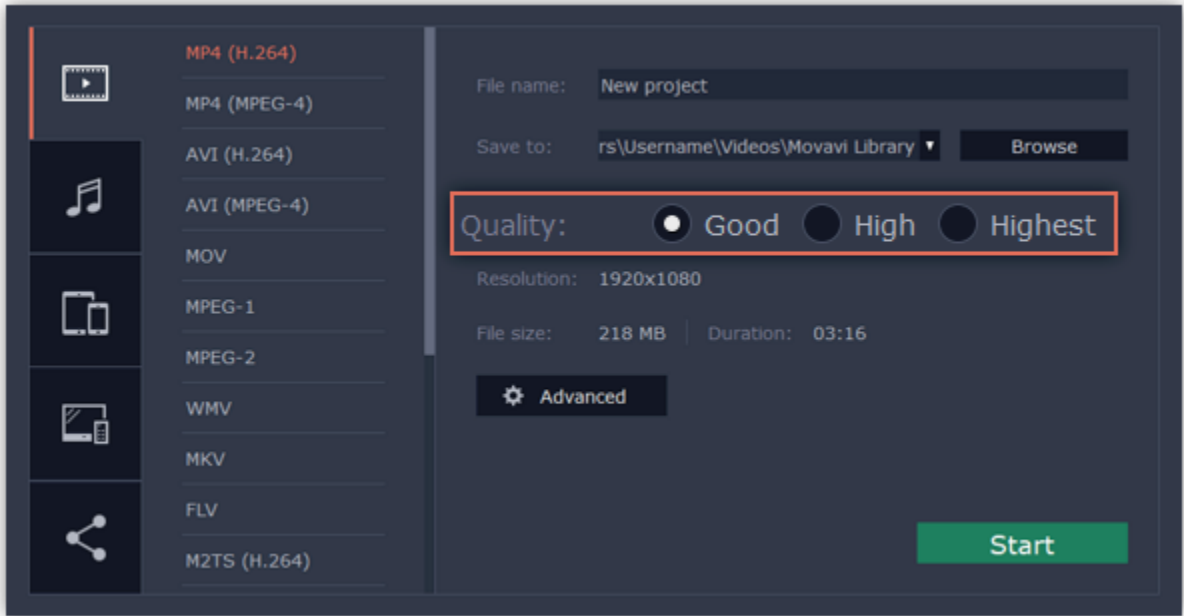 MP4 (H.264)
MP4 (MPEG-4)
AVI (H.264)
AVI (MPEG-4)
MOV
MPEG-1
MPEG-2
WMV
MKV
FLV
M2TS (H.264)
File name: New project
Save to: rs\Username\Videos\Movavi Library Browse
Quality: Good High Highest
Resolution: 1920x1080
File size: 218 MB Duration: 03:16
Advanced
Start